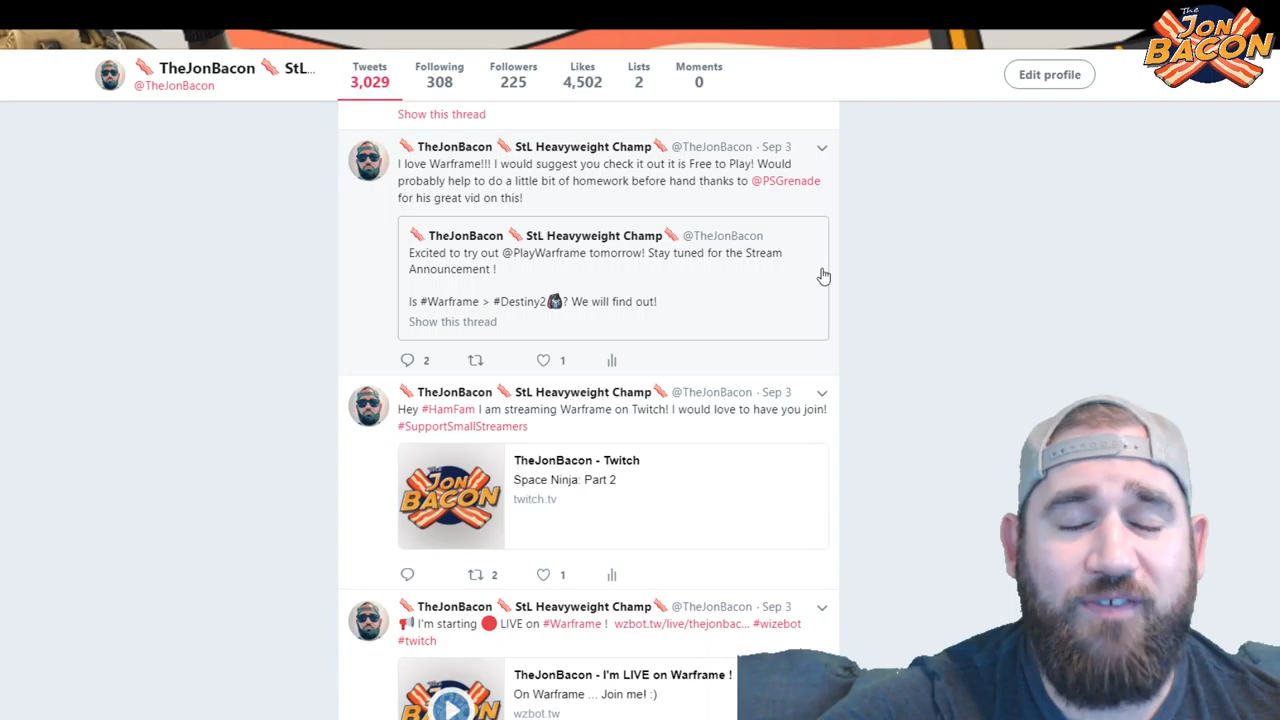 The
JON
BACON
TheJonBacon StL...
@TheJonBacon
Tweets
3,029
Following
308
Followers
225
Likes
4,502
Lists
2
Moments
0
Edit profile
Show this thread
TheJonBacon StL Heavyweight Champ @TheJonBacon · Sep 3
I love Warframe!!! I would suggest you check it out it is Free to Play! Would
probably help to do a little bit of homework before hand thanks to @PSGrenade
for his great vid on this!
TheJonBacon StL Heavyweight Champ @TheJonBacon
Excited to try out @PlayWarframe tomorrow! Stay tuned for the Stream
Announcement !
Is #Warframe > #Destiny2 ? We will find out!
Show this thread
2
1
TheJonBacon StL Heavyweight Champ @TheJonBacon · Sep 3
Hey #HamFam I am streaming Warframe on Twitch! I would love to have you join!
#SupportSmallStreamers
The
JON
BACON
TheJonBacon - Twitch
Space Ninja: Part 2
twitch.tv
2
1
TheJonBacon StL Heavyweight Champ @TheJonBacon · Sep 3
I'm starting LIVE on #Warframe ! wzbot.tw/live/thejonbac... #wizebot
#twitch
JON
TheJonBacon - I'm LIVE on Warframe !
On Warframe ... Join me! :)
wzbot.tw